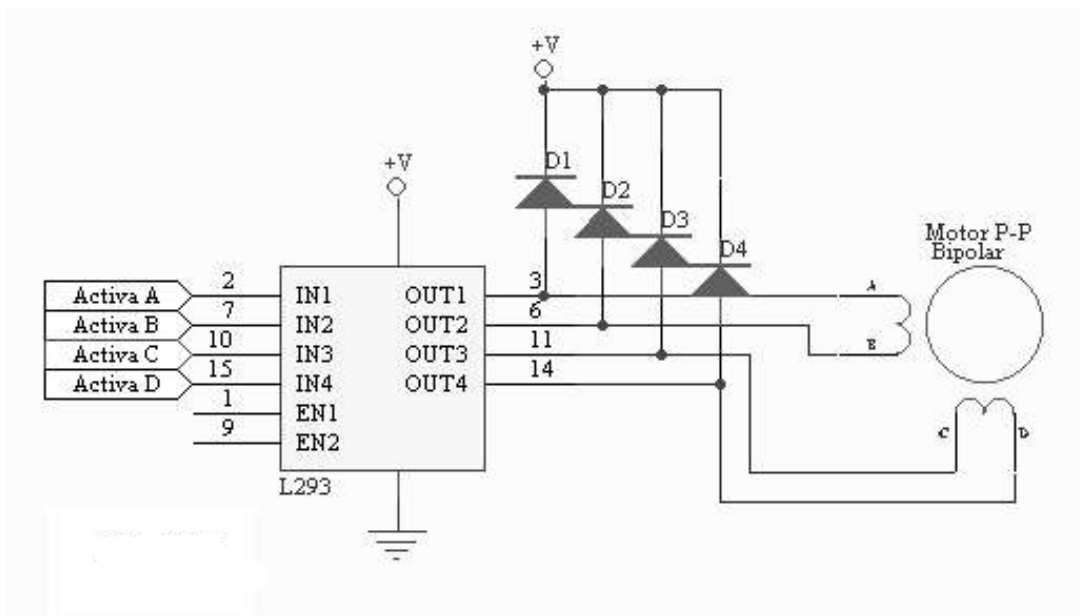 +V
+V
D1
D2
D3
D4
Motor P-P
Bipolar
Activa A
2
IN1
OUT1
3
A
Activa B
7
IN2
OUT2
6
Activa C
10
IN3
OUT3
11
B
Activa D
15
IN4
OUT4
14
1
EN1
9
EN2
C
D
L293